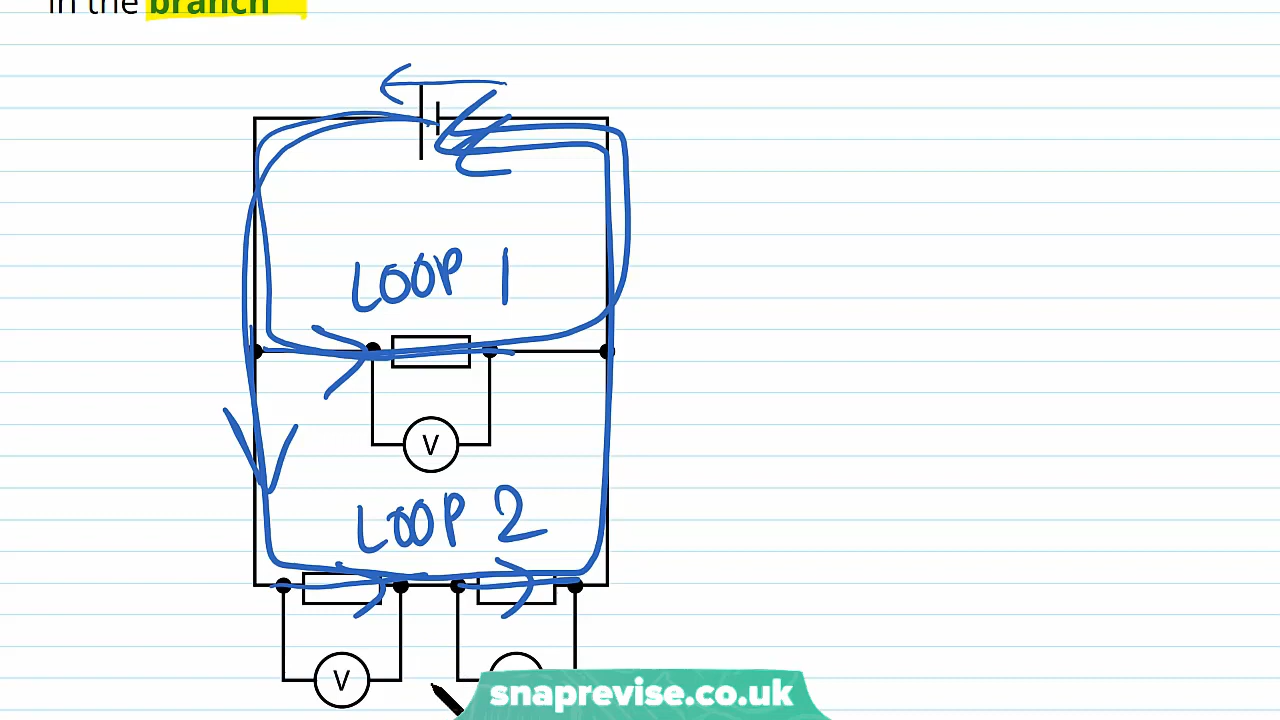 in the branch
LOOP 1
V
LOOP 2
V
snaprevise.co.uk